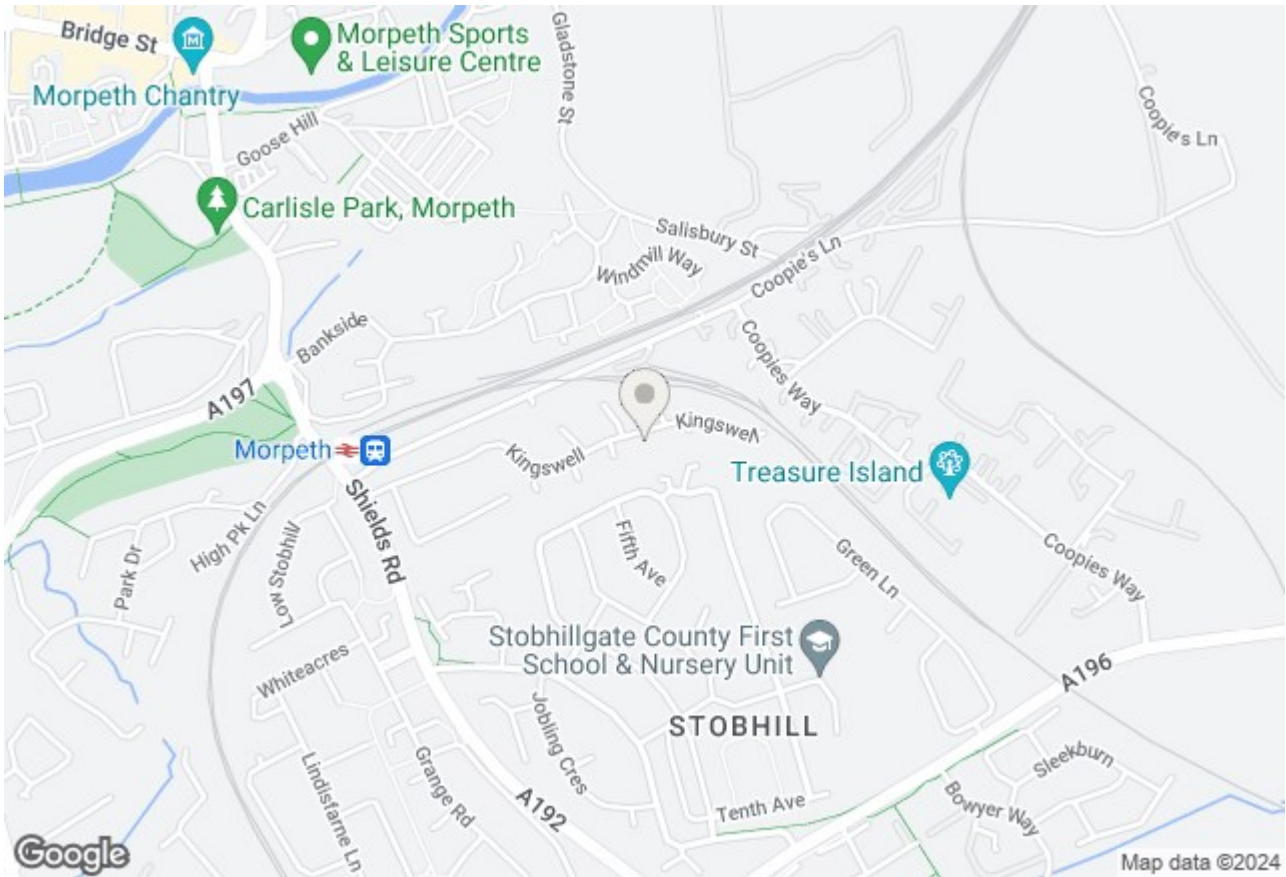 Bridge St
Morpeth Chantry
Morpeth Sports
& Leisure Centre
Gladstone St
Coopie's Ln
Goose Hill
Carlisle Park, Morpeth
Salisbury St
Windmill Way
Coopie's Ln
Bankside
A197
Coopies Way
Morpeth
Kingswell
Kingswell
Treasure Island
High Pk Ln
Shields Rd
Low Stobhill
Park Dr
Fifth Ave
Green Ln
Coopies Way
Stobhillgate County First
School & Nursery Unit
Whiteacres
A196
STOBHILL
Jobling Cres
Grange Rd
Lindisfarne Ln
A192
Tenth Ave
Sleekburn
Bowyer Way
Google
Map data ©2024